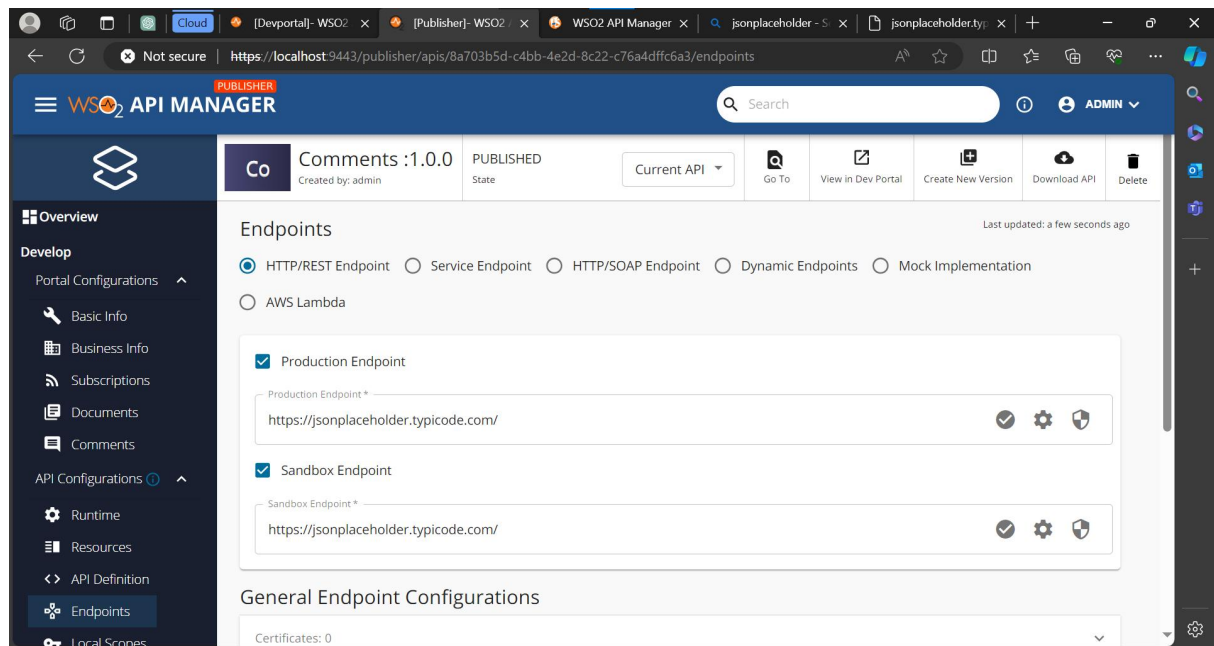 Cloud
[Devportal]- WSO2
[Publisher]- WSO2 /
WSO2 API Manager
jsonplaceholder - S
jsonplaceholder.typ
Not secure
https://localhost:9443/publisher/apis/8a703b5d-c4bb-4e2d-8c22-c76a4dffc6a3/endpoints
PUBLISHER
WSO2 API MANAGER
Search
ADMIN
Co
Comments :1.0.0
Created by: admin
PUBLISHED
State
Current API
Go To
View in Dev Portal
Create New Version
Download API
Delete
Overview
Develop
Portal Configurations
Basic Info
Business Info
Subscriptions
Documents
Comments
API Configurations
Runtime
Resources
API Definition
Endpoints
Local Scopes
Endpoints
Last updated: a few seconds ago
HTTP/REST Endpoint
Service Endpoint
HTTP/SOAP Endpoint
Dynamic Endpoints
Mock Implementation
AWS Lambda
Production Endpoint
Production Endpoint *
https://jsonplaceholder.typicode.com/
Sandbox Endpoint
Sandbox Endpoint *
https://jsonplaceholder.typicode.com/
General Endpoint Configurations
Certificates: 0